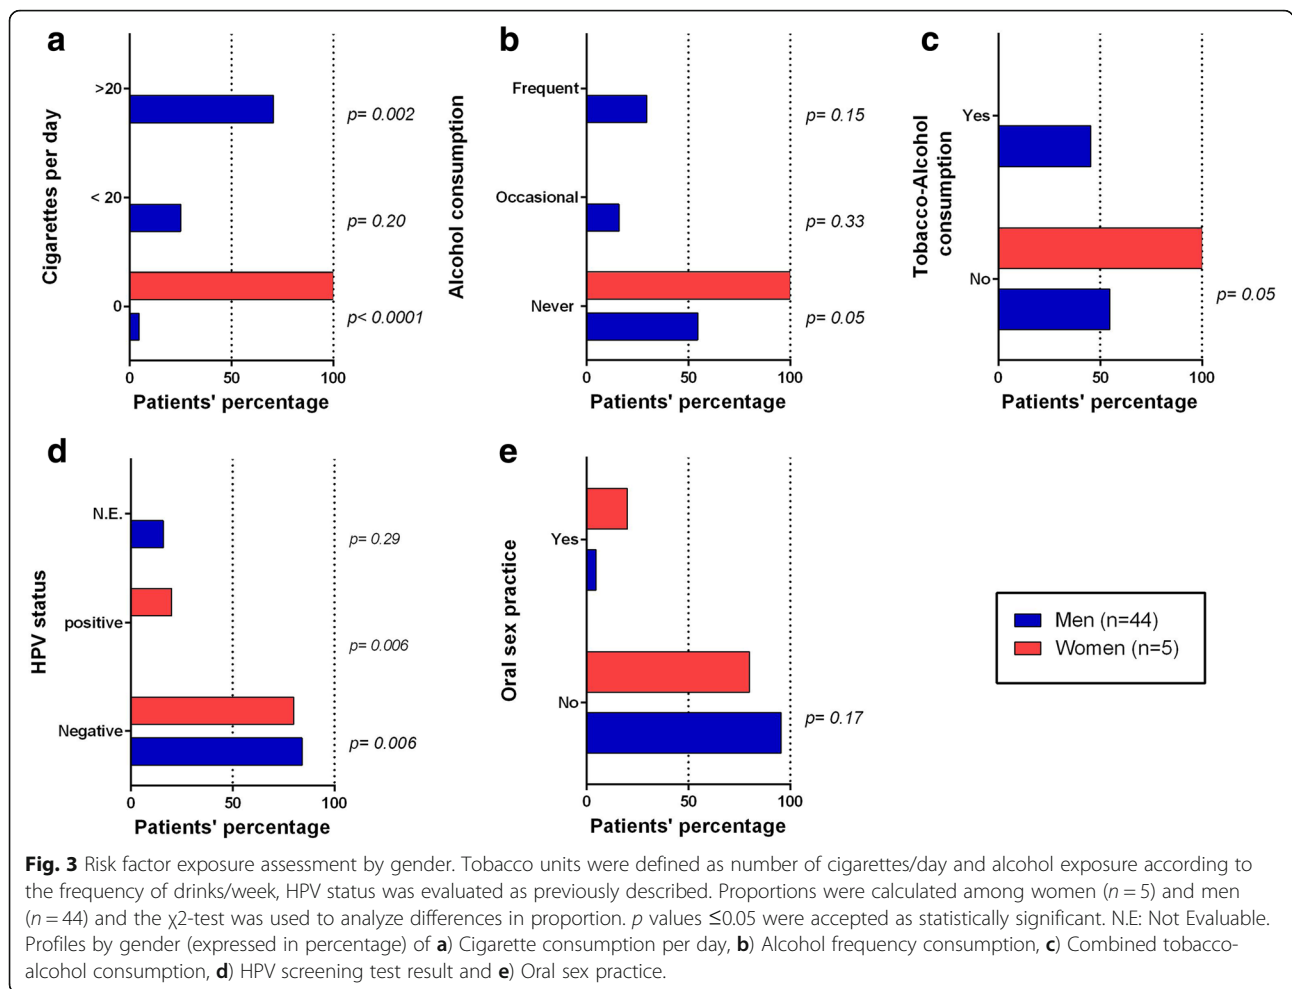 a
Cigarettes per day
>20
< 20
0
p= 0.002
p= 0.20
p< 0.0001
0 50 100
Patients' percentage
b
Alcohol consumption
Frequent
Occasional
Never
p= 0.15
p= 0.33
p= 0.05
0 50 100
Patients' percentage
c
Tobacco-Alcohol
consumption
Yes
No
p= 0.05
0 50 100
Patients' percentage
d
HPV status
N.E.
positive
Negative
p= 0.29
p= 0.006
p= 0.006
0 50 100
Patients' percentage
e
Oral sex practice
Yes
No
p= 0.17
0 50 100
Patients' percentage
Men (n=44)
Women (n=5)
Fig. 3 Risk factor exposure assessment by gender. Tobacco units were defined as number of cigarettes/day and alcohol exposure according to
the frequency of drinks/week, HPV status was evaluated as previously described. Proportions were calculated among women (n = 5) and men
(n = 44) and the χ2-test was used to analyze differences in proportion. p values ≤0.05 were accepted as statistically significant. N.E: Not Evaluable.
Profiles by gender (expressed in percentage) of a) Cigarette consumption per day, b) Alcohol frequency consumption, c) Combined tobacco-
alcohol consumption, d) HPV screening test result and e) Oral sex practice.